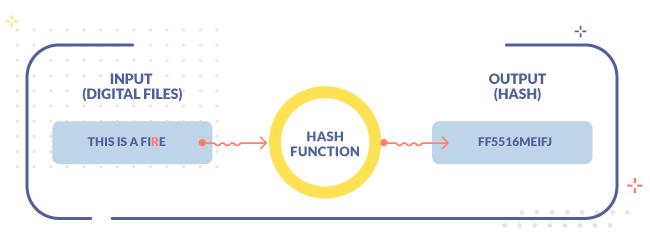 INPUT
(DIGITAL FILES)
THIS IS A FIRE
HASH
FUNCTION
OUTPUT
(HASH)
FF5516MEIFJ